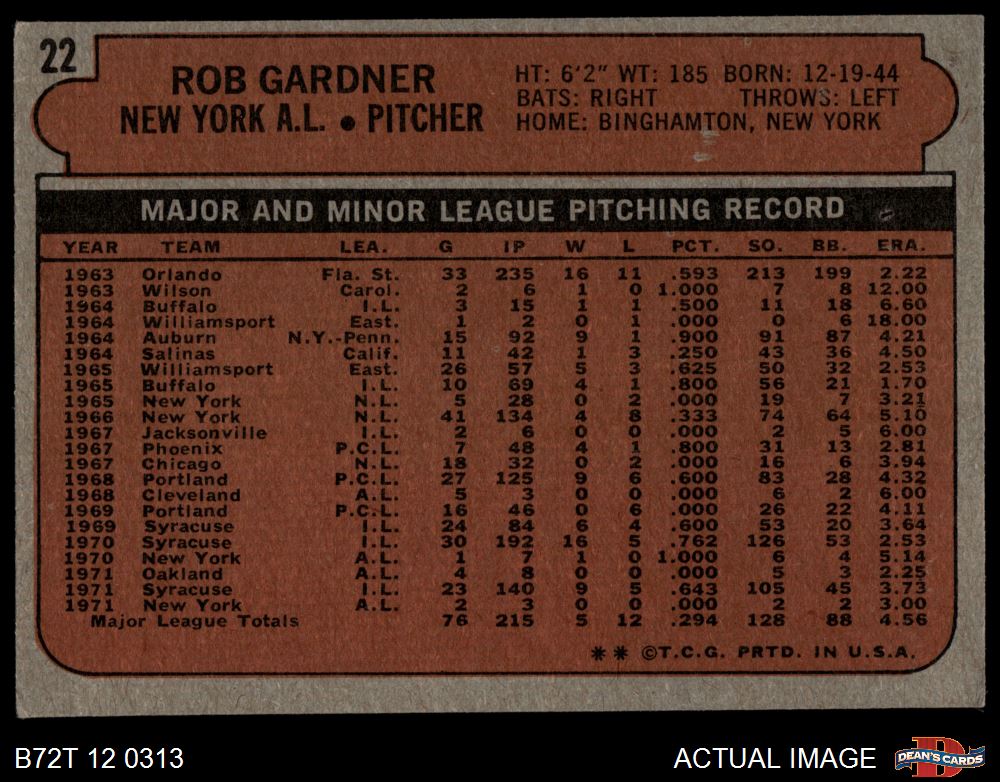 22
ROB GARDNER
NEW YORK A.L. • PITCHER
HT: 6'2" WT: 185 BORN: 12-19-44
BATS: RIGHT THROWS: LEFT
HOME: BINGHAMTON, NEW YORK
MAJOR AND MINOR LEAGUE PITCHING RECORD
YEAR TEAM LEA. G IP W L PCT. SO. BB. ERA.
1963 Orlando Fla. St. 33 235 16 11 .593 213 199 2.22
1963 Wilson Carol. 2 6 1 0 1.000 7 8 12.00
1964 Buffalo I.L. 3 15 1 1 .500 11 18 6.60
1964 Williamsport East. 1 2 0 1 .000 0 6 18.00
1964 Auburn N.Y.-Penn. 15 92 9 1 .900 91 87 4.21
1964 Salinas Calif. 11 42 1 3 .250 43 36 4.50
1965 Williamsport East. 26 57 5 3 .625 50 32 2.53
1965 Buffalo I.L. 10 69 4 1 .800 56 21 1.70
1965 New York N.L. 5 28 0 2 .000 19 7 3.21
1966 New York N.L. 41 134 4 8 .333 74 64 5.10
1967 Jacksonville I.L. 2 6 0 0 .000 2 5 6.00
1967 Phoenix P.C.L. 7 48 4 1 .800 31 13 2.81
1967 Chicago N.L. 18 32 0 2 .000 16 6 3.94
1968 Portland P.C.L. 27 125 9 6 .600 83 28 4.32
1968 Cleveland A.L. 5 3 0 0 .000 6 2 6.00
1969 Portland P.C.L. 16 46 0 6 .000 26 22 4.11
1969 Syracuse I.L. 24 84 6 4 .600 53 20 3.64
1970 Syracuse I.L. 30 192 16 5 .762 126 53 2.53
1970 New York A.L. 1 7 1 0 1.000 6 4 5.14
1971 Oakland A.L. 4 8 0 0 .000 5 3 2.25
1971 Syracuse I.L. 23 140 9 5 .643 105 45 3.73
1971 New York A.L. 2 3 0 0 .000 2 2 3.00
Major League Totals 76 215 5 12 .294 128 88 4.56
** ©T.C.G. PRTD. IN U.S.A.
B72T 12 0313
ACTUAL IMAGE
D
DEAN'S CARDS